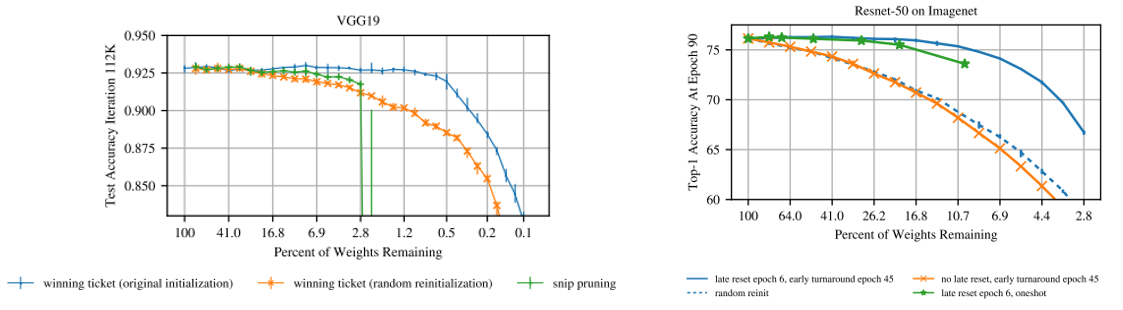 VGG19
Test Accuracy Iteration 112K
0.950
0.925
0.900
0.875
0.850
100 41.0 16.8 6.9 2.8 1.2 0.5 0.2 0.1
Percent of Weights Remaining
winning ticket (original initialization) winning ticket (random reinitialization) snip pruning
Resnet-50 on Imagenet
Top-1 Accuracy At Epoch 90
75
70
65
60
100 64.0 41.0 26.2 16.8 10.7 6.9 4.4 2.8
Percent of Weights Remaining
late reset epoch 6, early turnaround epoch 45 no late reset, early turnaround epoch 45
random reinit late reset epoch 6, oneshot